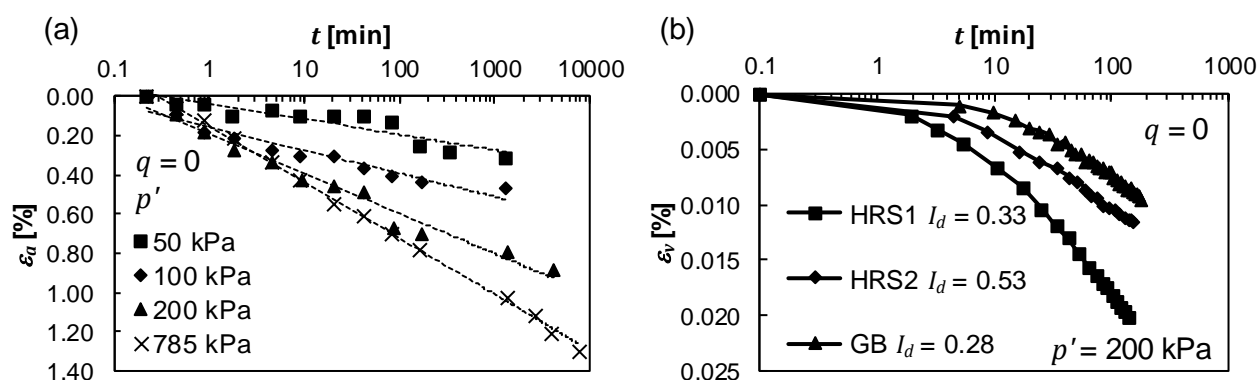 (a)
t [min]
0.1 1 10 100 1000 10000
0.00
0.20
0.40
0.60
0.80
1.00
1.20
1.40
εa [%]
q = 0
p'
50 kPa
100 kPa
200 kPa
785 kPa
(b)
t [min]
0.1 1 10 100 1000
0.000
0.005
0.010
0.015
0.020
0.025
εv [%]
q = 0
HRS1 Id = 0.33
HRS2 Id = 0.53
GB Id = 0.28
p' = 200 kPa